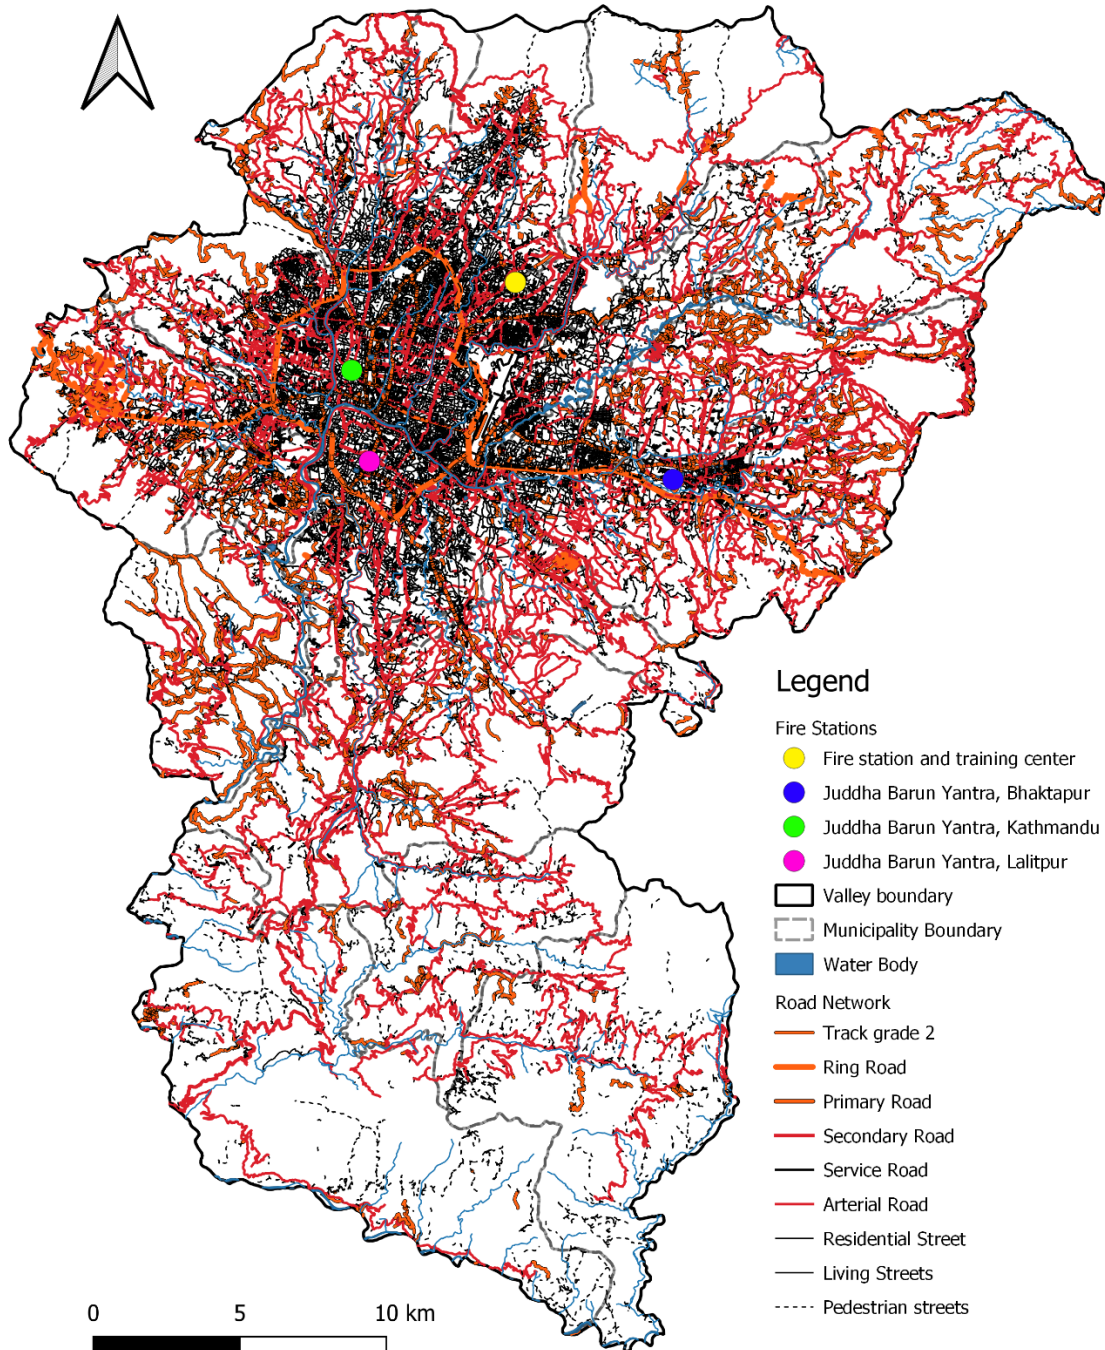 Legend
Fire Stations
Fire station and training center
Juddha Barun Yantra, Bhaktapur
Juddha Barun Yantra, Kathmandu
Juddha Barun Yantra, Lalitpur
Valley boundary
Municipality Boundary
Water Body
Road Network
Track grade 2
Ring Road
Primary Road
Secondary Road
Service Road
Arterial Road
Residential Street
Living Streets
Pedestrian streets
0 5 10 km